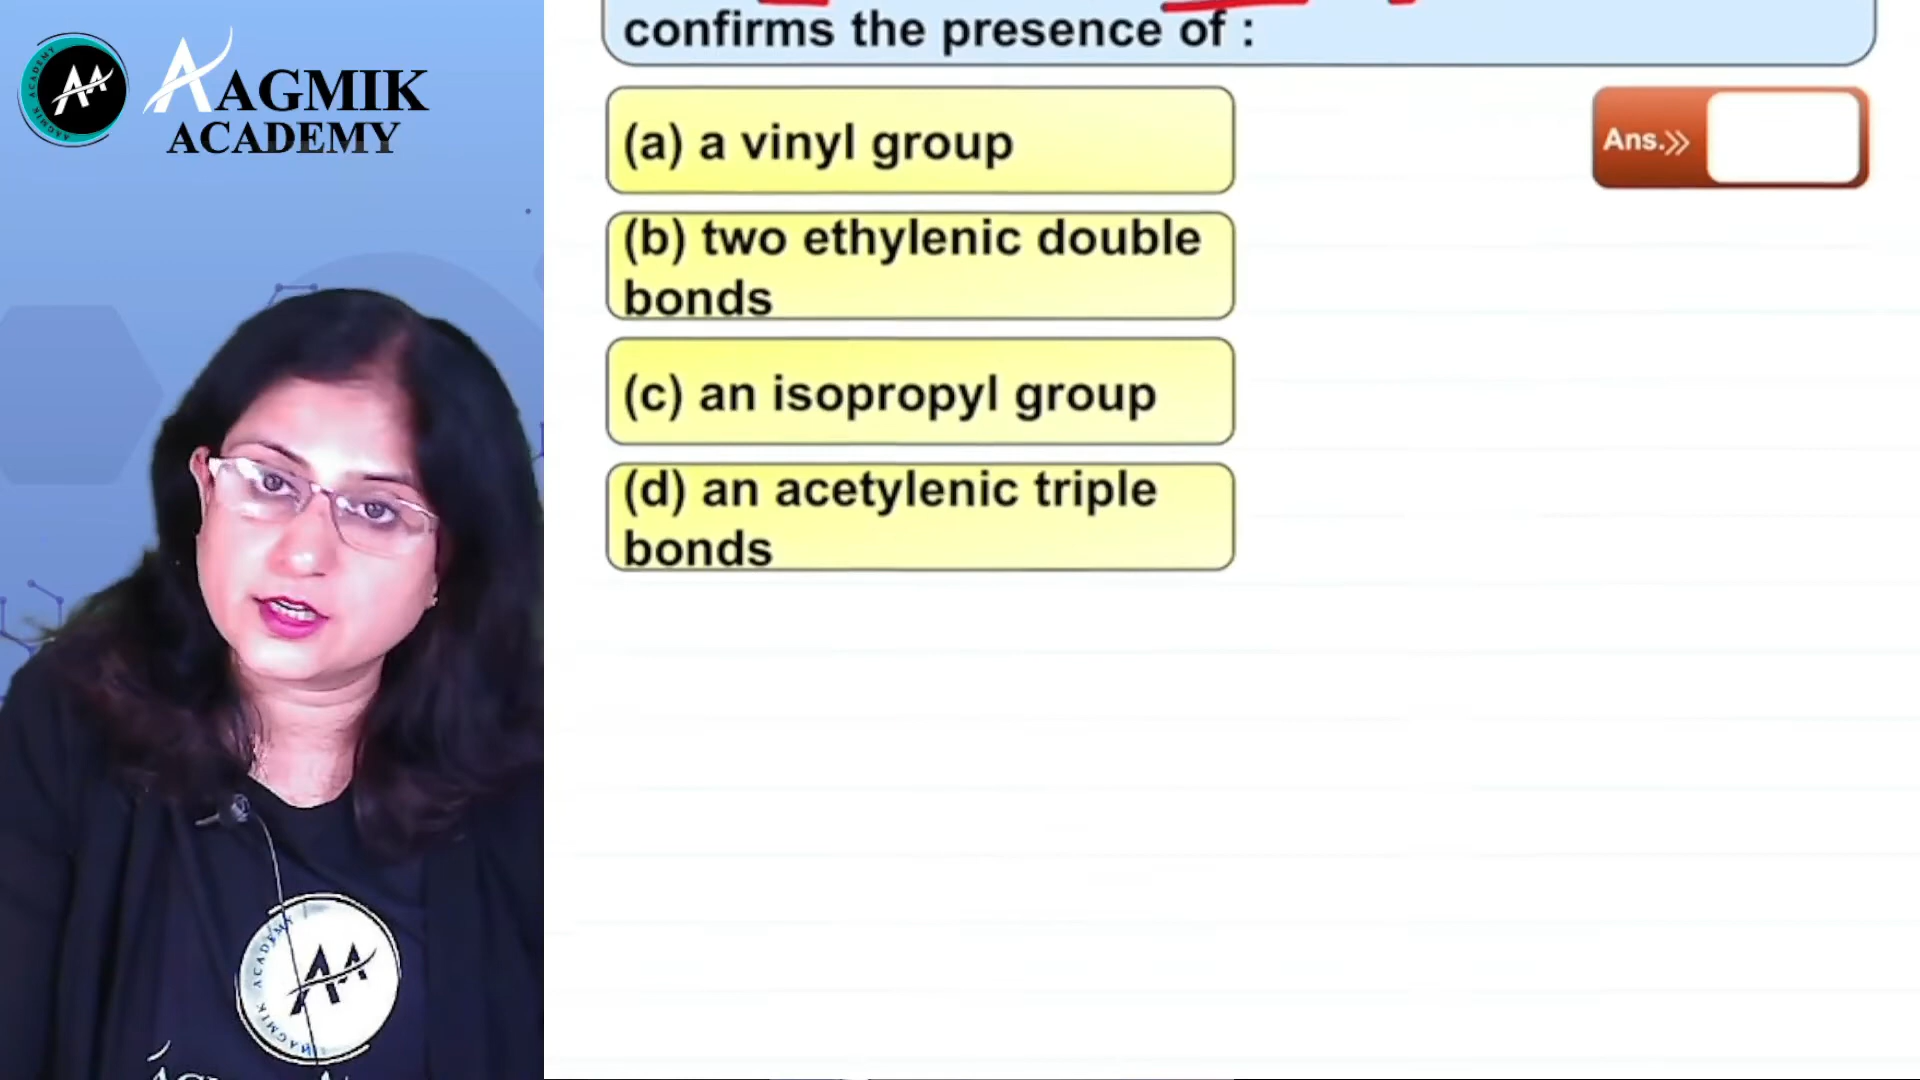 AAGMIK
ACADEMY
confirms the presence of :
(a) a vinyl group
Ans.
(b) two ethylenic double
bonds
(c) an isopropyl group
(d) an acetylenic triple
bonds